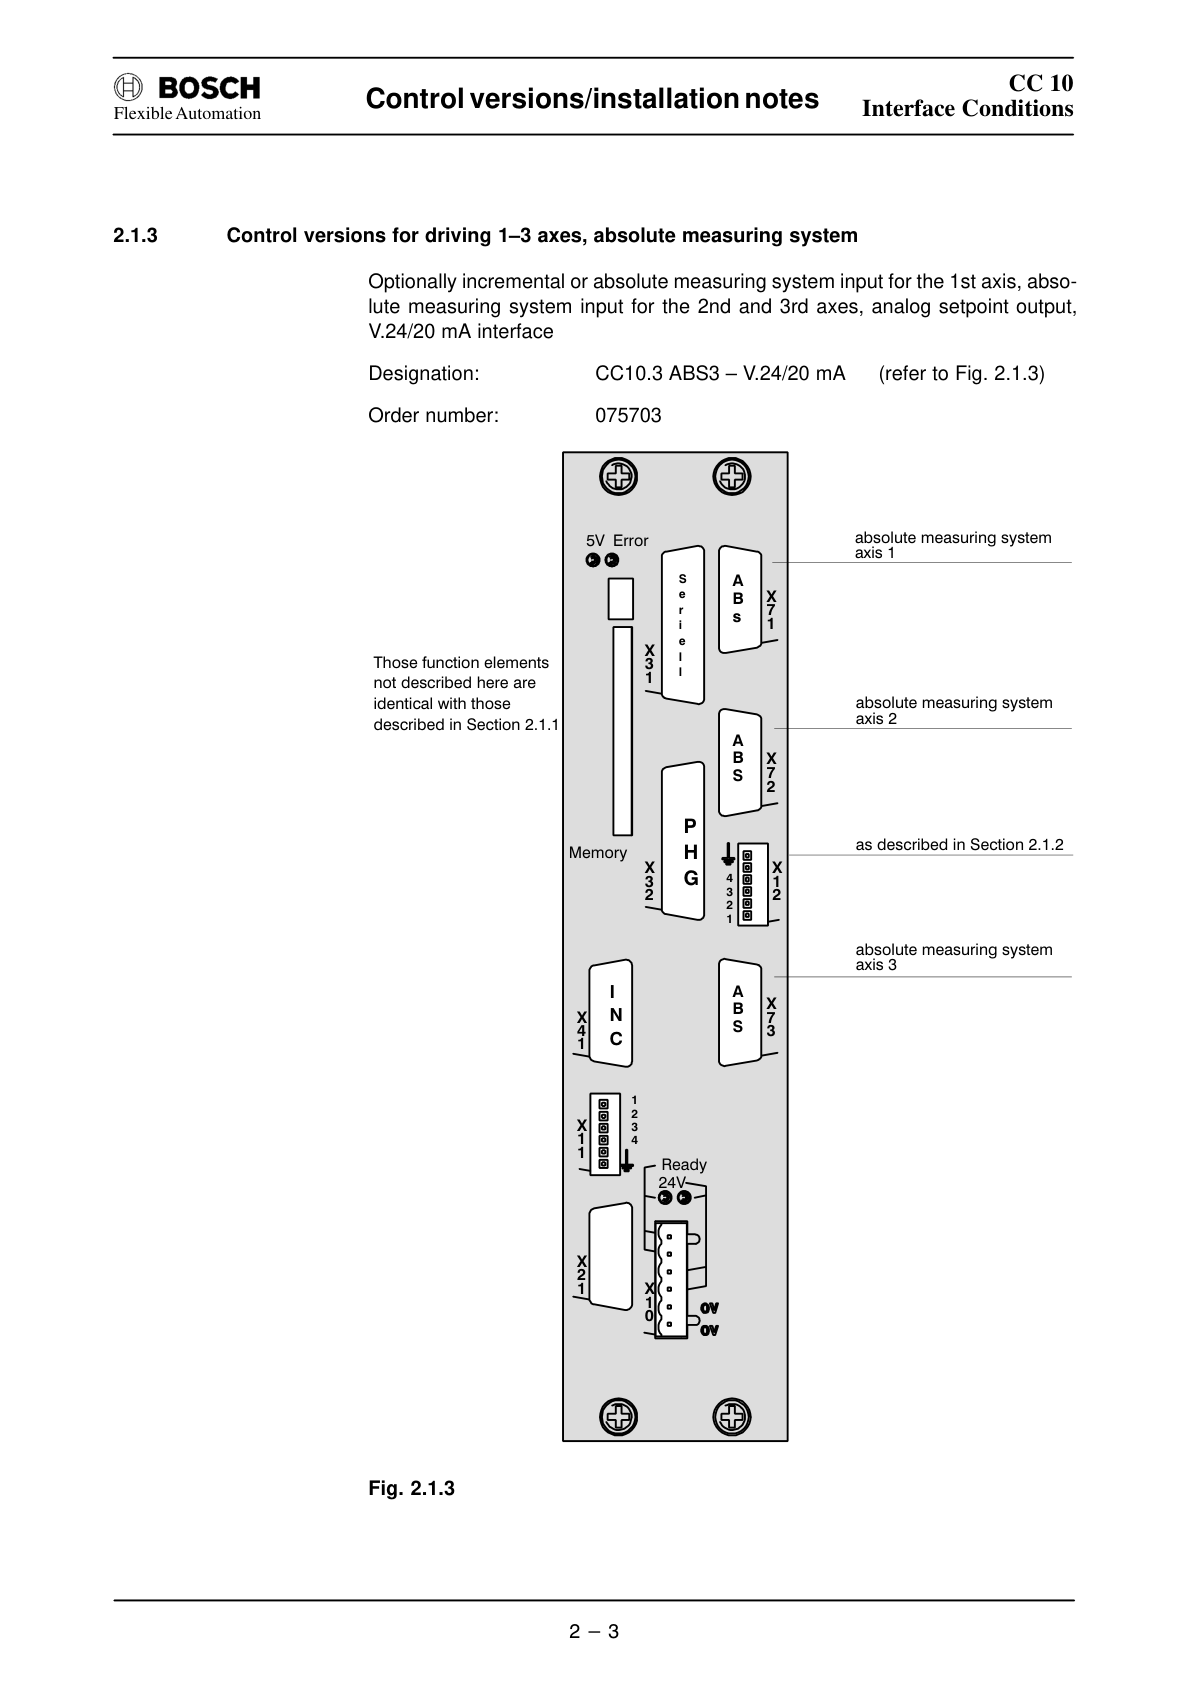 BOSCH
Flexible Automation
Control versions/installation notes
CC 10
Interface Conditions
2.1.3 Control versions for driving 1–3 axes, absolute measuring system
Optionally incremental or absolute measuring system input for the 1st axis, abso-
lute measuring system input for the 2nd and 3rd axes, analog setpoint output,
V.24/20 mA interface
Designation: CC10.3 ABS3 – V.24/20 mA (refer to Fig. 2.1.3)
Order number: 075703
5V Error
Seriell
X31
ABs
X71
absolute measuring system
axis 1
Those function elements
not described here are
identical with those
described in Section 2.1.1
ABS
X72
absolute measuring system
axis 2
Memory
PHG
X32
4
3
2
1
X12
as described in Section 2.1.2
INC
X41
ABS
X73
absolute measuring system
axis 3
X11
1
2
3
4
Ready
24V
X21
X10
0V
0V
Fig. 2.1.3
2 – 3